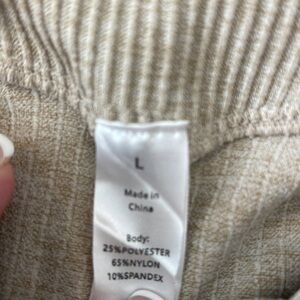 L
Made in
China
Body:
25%POLYESTER
65%NYLON
10%SPANDEX